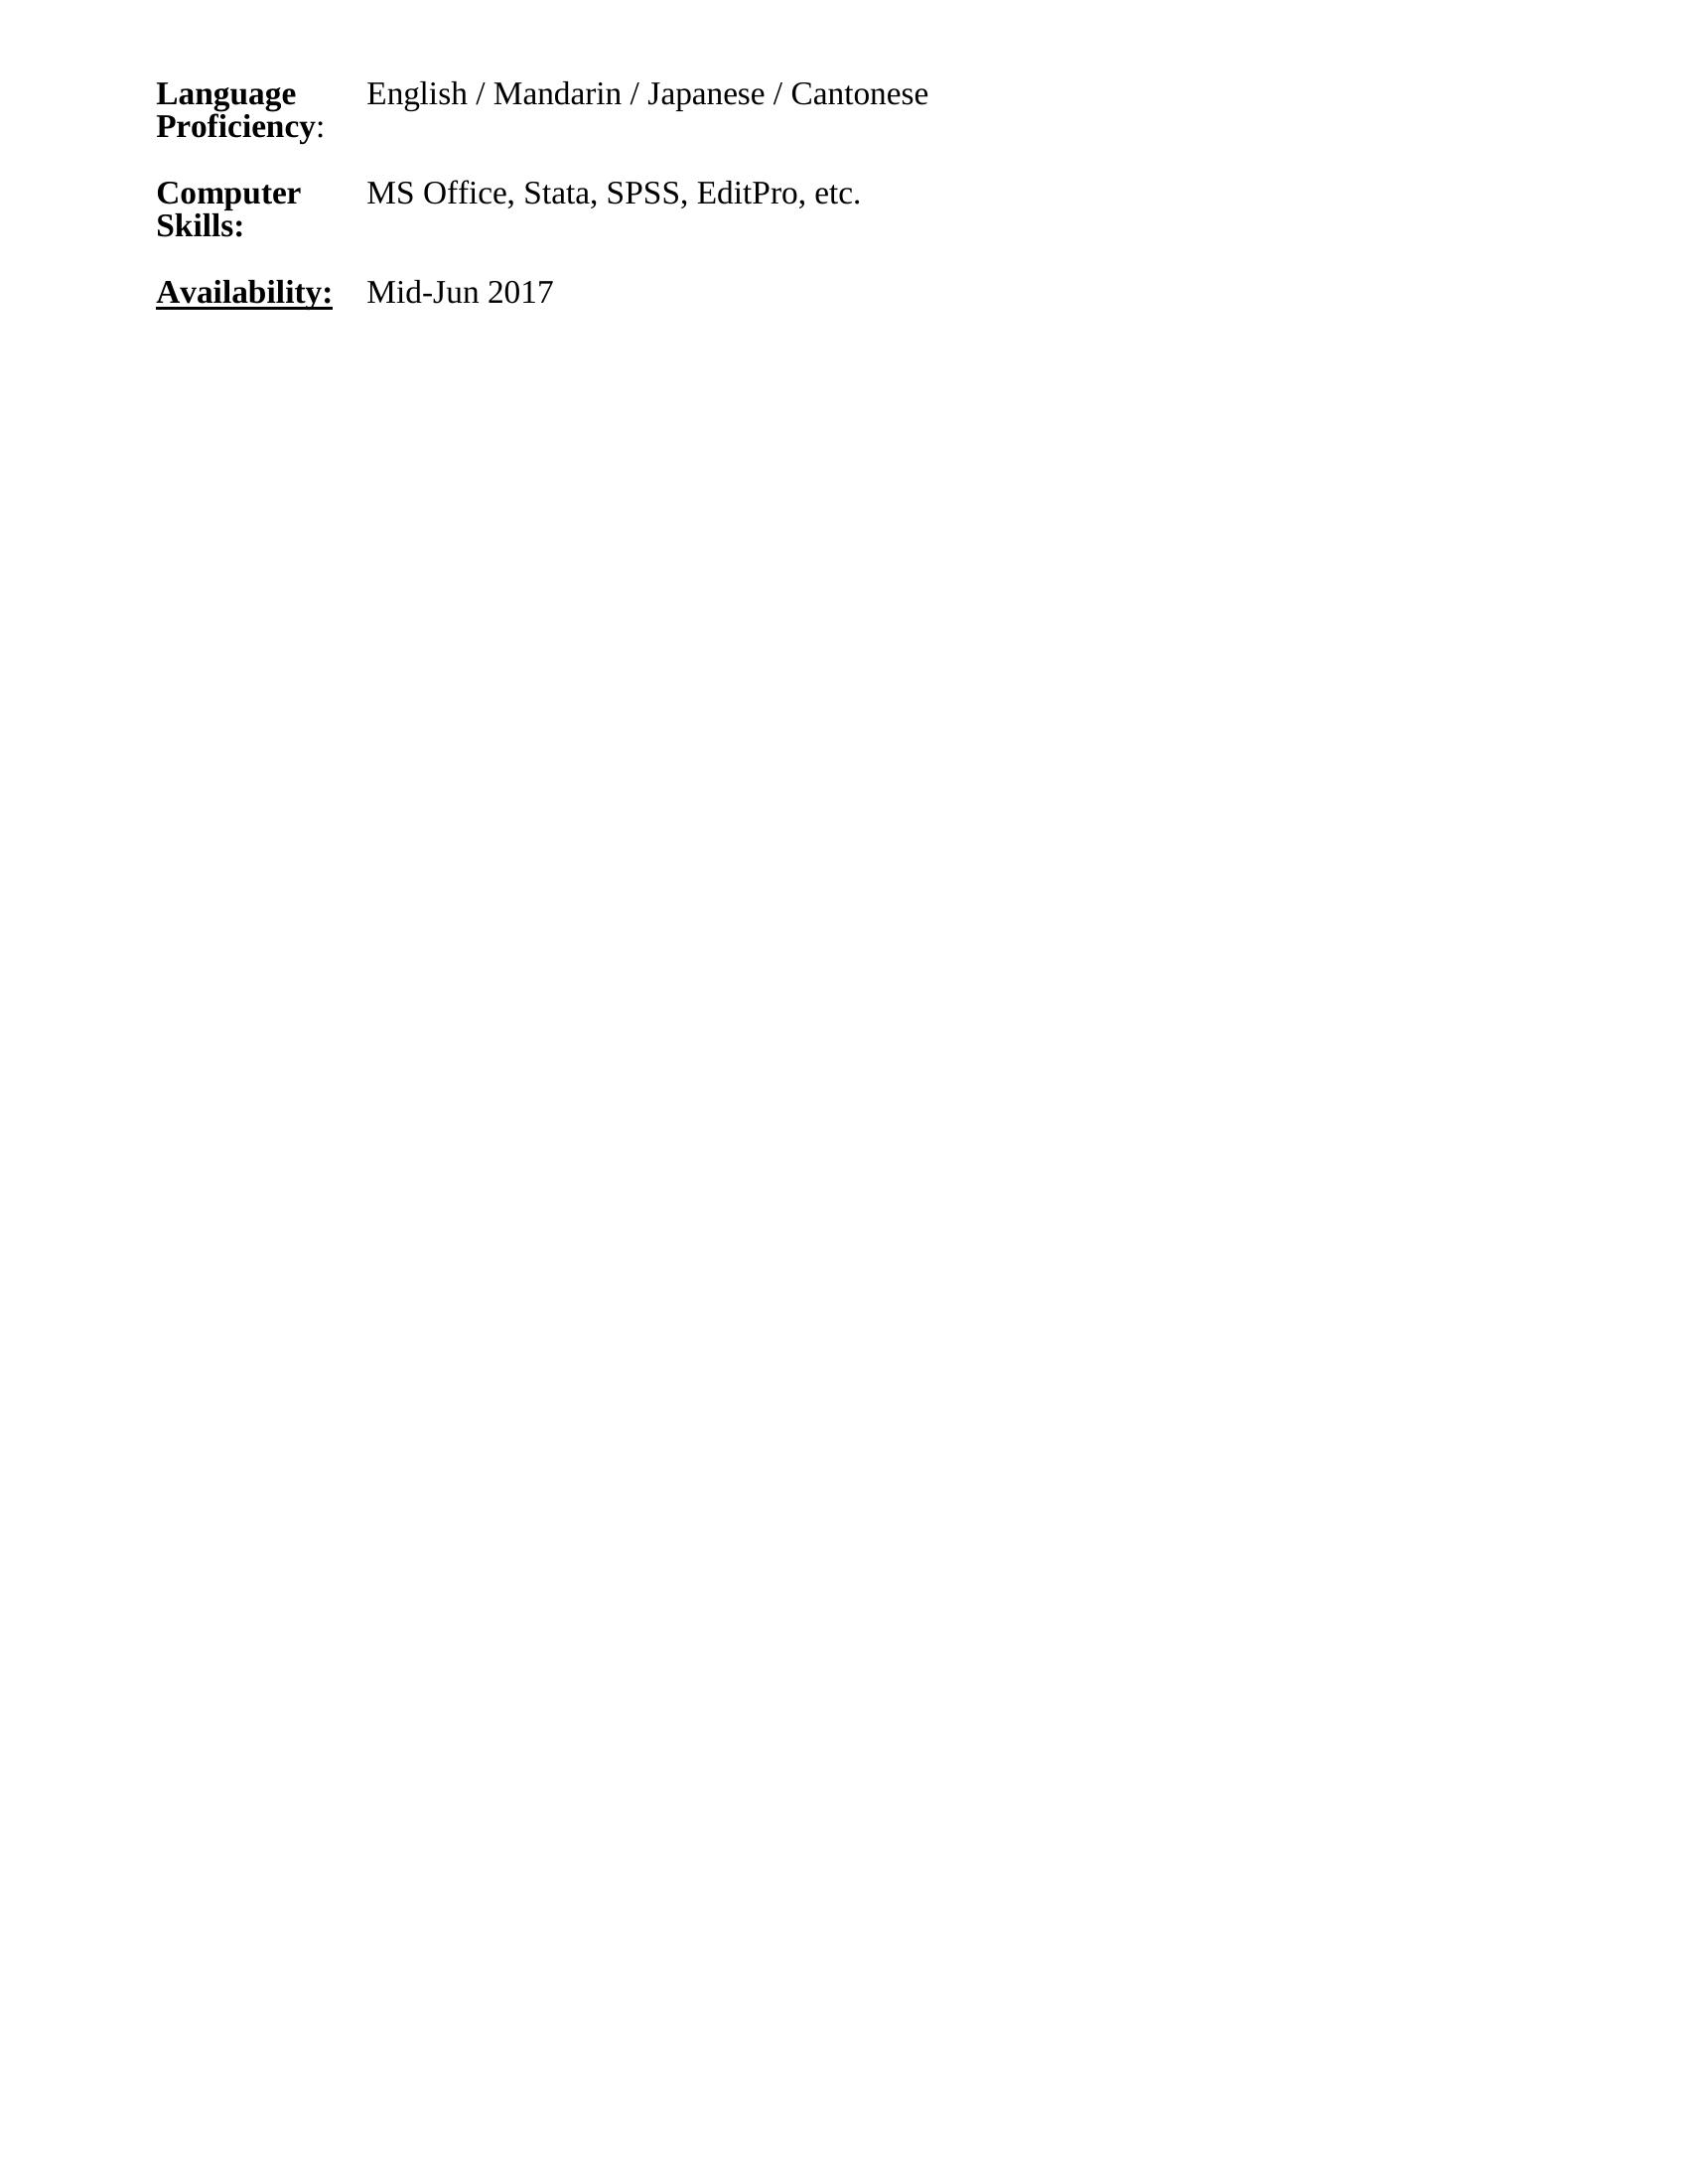 Language English / Mandarin / Japanese / Cantonese
Proficiency:
Computer MS Office, Stata, SPSS, EditPro, etc.
Skills:
Availability: Mid-Jun 2017